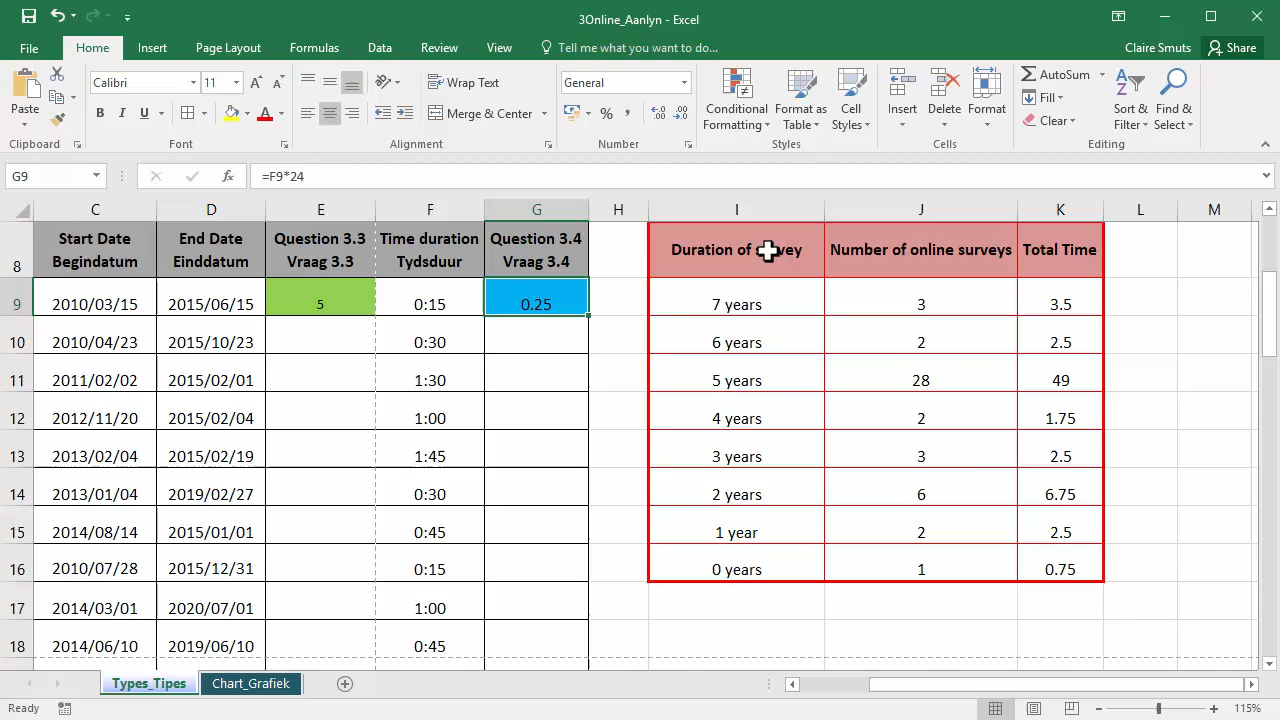 3Online_Aanlyn - Excel
File Home Insert Page Layout Formulas Data Review View Tell me what you want to do... Claire Smuts Share
Paste
Clipboard
Calibri 11
B I U
Font
Wrap Text
Merge & Center
Alignment
General
% ,
Number
Conditional Formatting
Format as Table
Cell Styles
Styles
Insert Delete Format
Cells
AutoSum
Fill
Clear
Sort & Filter
Find & Select
Editing
G9 fx =F9*24
C D E F G H I J K L M
8 Start Date Begindatum End Date Einddatum Question 3.3 Vraag 3.3 Time duration Tydsduur Question 3.4 Vraag 3.4 Duration of Number of online surveys Total Time
9 2010/03/15 2015/06/15 5 0:15 0.25 7 years 3 3.5
10 2010/04/23 2015/10/23 0:30 6 years 2 2.5
11 2011/02/02 2015/02/01 1:30 5 years 28 49
12 2012/11/20 2015/02/04 1:00 4 years 2 1.75
13 2013/02/04 2015/02/19 1:45 3 years 3 2.5
14 2013/01/04 2019/02/27 0:30 2 years 6 6.75
15 2014/08/14 2015/01/01 0:45 1 year 2 2.5
16 2010/07/28 2015/12/31 0:15 0 years 1 0.75
17 2014/03/01 2020/07/01 1:00
18 2014/06/10 2019/06/10 0:45
Types_Tipes Chart_Grafiek
Ready 115%